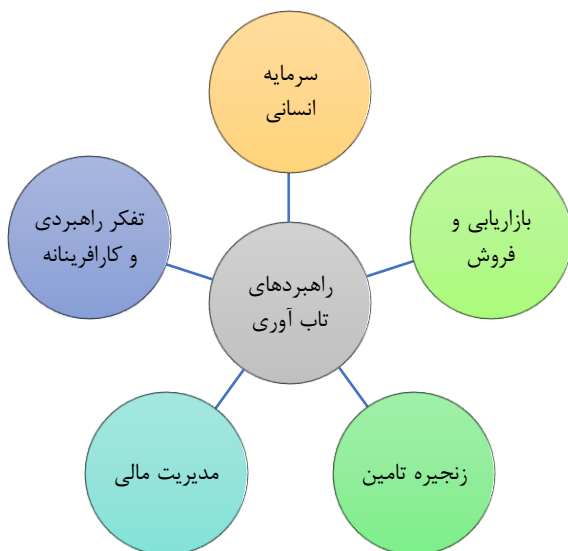 سرمایه
انسانی
بازاریابی و
فروش
تفکر راهبردی
و کارافرینانه
راهبردهای
تاب آوری
زنجیره تامین
مدیریت مالی